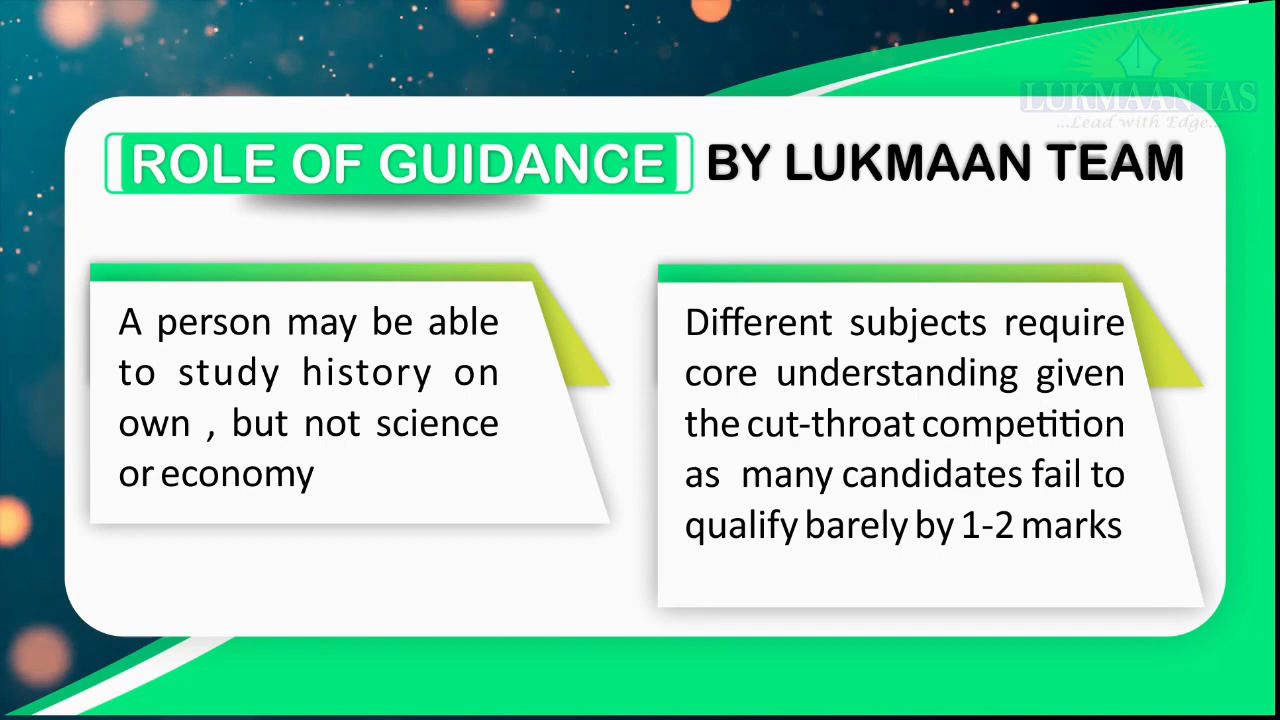 LUKMAAN IAS
...Lead with Edge...
ROLE OF GUIDANCE BY LUKMAAN TEAM
A person may be able
to study history on
own , but not science
or economy
Different subjects require
core understanding given
the cut-throat competition
as many candidates fail to
qualify barely by 1-2 marks